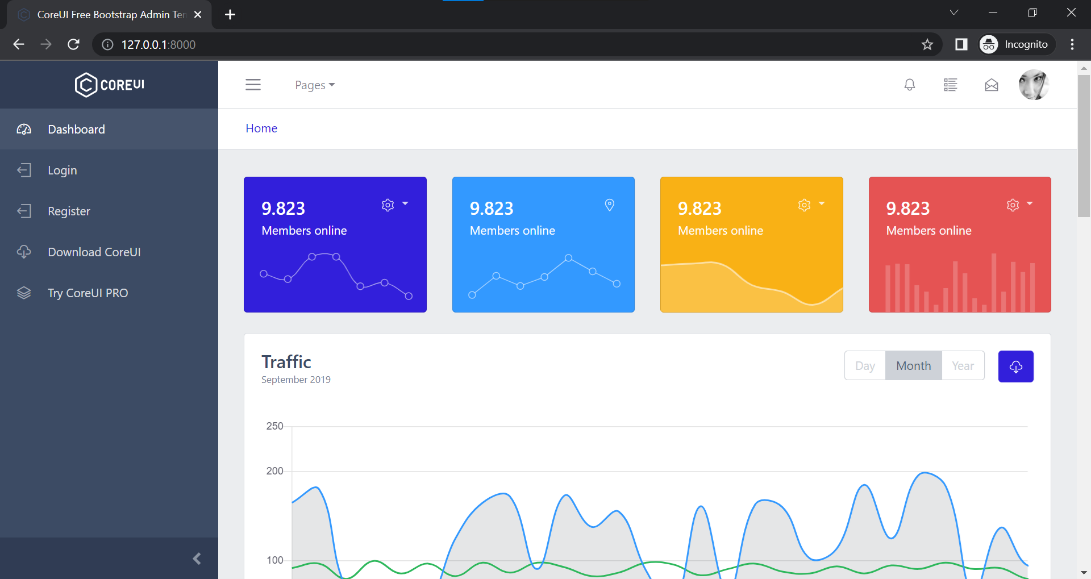 CoreUI Free Bootstrap Admin Ter
127.0.0.1:8000
Incognito
COREUI
Pages
Dashboard
Home
Login
Register
Download CoreUI
Try CoreUI PRO
9.823
Members online
9.823
Members online
9.823
Members online
9.823
Members online
Traffic
September 2019
Day
Month
Year
250
200
100